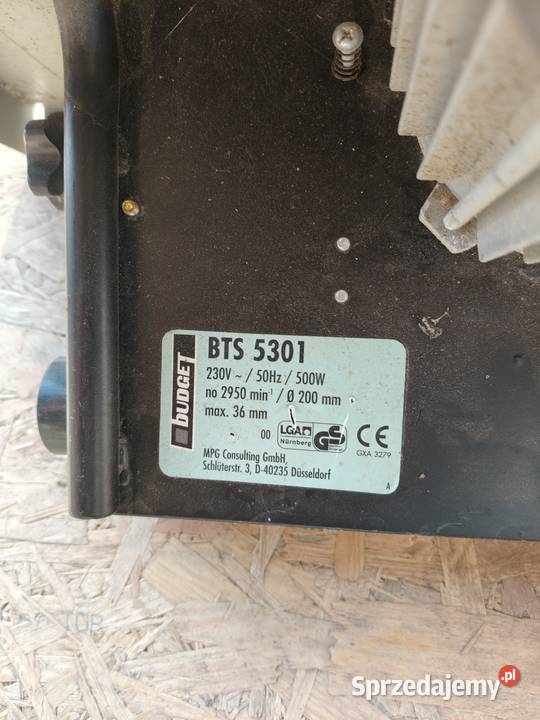 BUDGET
BTS 5301
230V ~ / 50Hz / 500W
no 2950 min⁻¹ / Ø 200 mm
max. 36 mm
00
LGA
Nürnberg
GS
CE
GXA 3279
MPG Consulting GmbH,
Schlüterstr. 3, D-40235 Düsseldorf
A
Sprzedajemy.pl